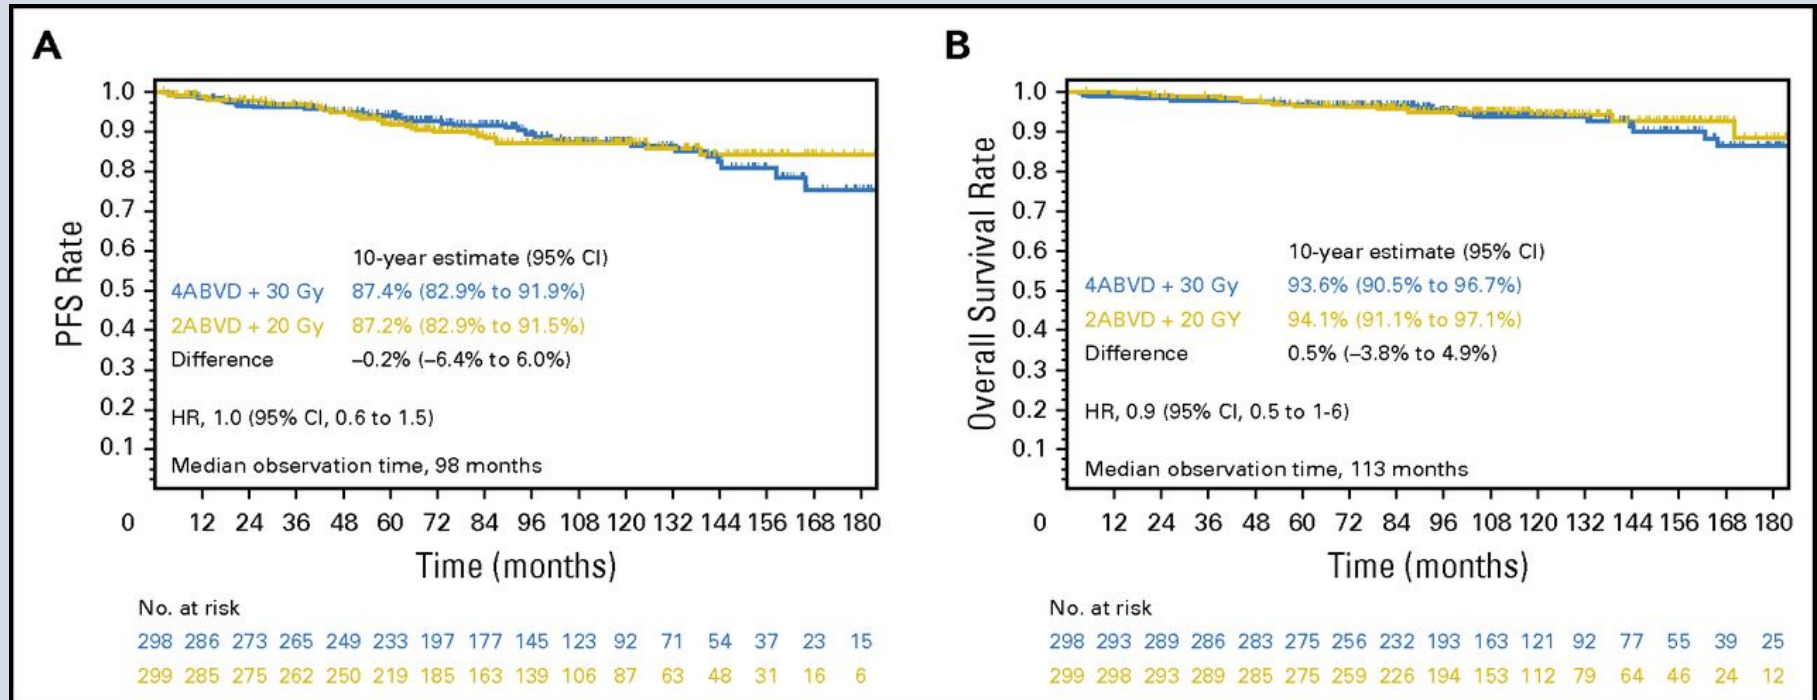 A
PFS Rate
1.0
0.9
0.8
0.7
0.6
0.5
0.4
0.3
0.2
0.1
10-year estimate (95% CI)
4ABVD + 30 Gy 87.4% (82.9% to 91.9%)
2ABVD + 20 Gy 87.2% (82.9% to 91.5%)
Difference –0.2% (–6.4% to 6.0%)
HR, 1.0 (95% CI, 0.6 to 1.5)
Median observation time, 98 months
0 12 24 36 48 60 72 84 96 108 120 132 144 156 168 180
Time (months)
No. at risk
298 286 273 265 249 233 197 177 145 123 92 71 54 37 23 15
299 285 275 262 250 219 185 163 139 106 87 63 48 31 16 6
B
Overall Survival Rate
1.0
0.9
0.8
0.7
0.6
0.5
0.4
0.3
0.2
0.1
10-year estimate (95% CI)
4ABVD + 30 Gy 93.6% (90.5% to 96.7%)
2ABVD + 20 GY 94.1% (91.1% to 97.1%)
Difference 0.5% (–3.8% to 4.9%)
HR, 0.9 (95% CI, 0.5 to 1-6)
Median observation time, 113 months
0 12 24 36 48 60 72 84 96 108 120 132 144 156 168 180
Time (months)
No. at risk
298 293 289 286 283 275 256 232 193 163 121 92 77 55 39 25
299 298 293 289 285 275 259 226 194 153 112 79 64 46 24 12